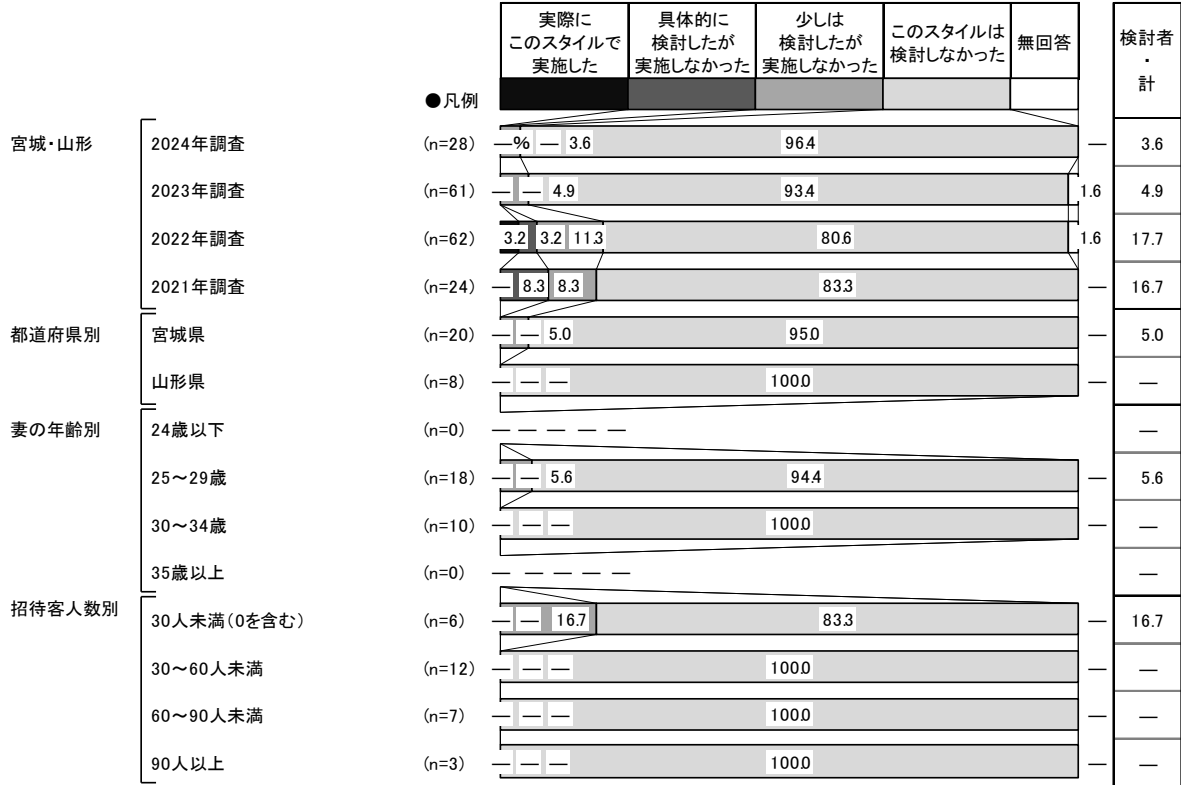 実際に
このスタイルで
実施した
具体的に
検討したが
実施しなかった
少しは
検討したが
実施しなかった
このスタイルは
検討しなかった
無回答
検討者
・
計
●凡例
宮城・山形 2024年調査 (n=28) —% — 3.6 96.4 — 3.6
2023年調査 (n=61) — — 4.9 93.4 1.6 4.9
2022年調査 (n=62) 3.2 3.2 11.3 80.6 1.6 17.7
2021年調査 (n=24) — 8.3 8.3 83.3 — 16.7
都道府県別 宮城県 (n=20) — — 5.0 95.0 — 5.0
山形県 (n=8) — — — 100.0 — —
妻の年齢別 24歳以下 (n=0) — — — — — —
25～29歳 (n=18) — — 5.6 94.4 — 5.6
30～34歳 (n=10) — — — 100.0 — —
35歳以上 (n=0) — — — — — —
招待客人数別 30人未満(0を含む) (n=6) — — 16.7 83.3 — 16.7
30～60人未満 (n=12) — — — 100.0 — —
60～90人未満 (n=7) — — — 100.0 — —
90人以上 (n=3) — — — 100.0 — —